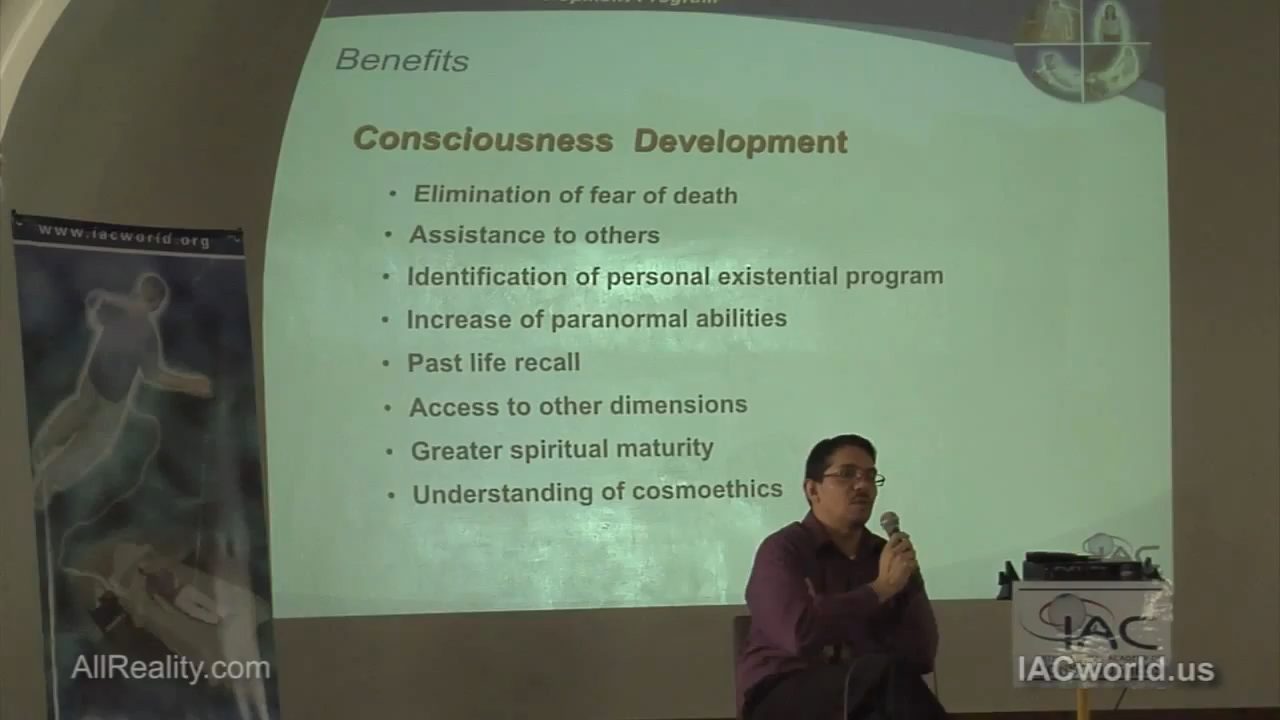 Program
Benefits
Consciousness Development
• Elimination of fear of death
• Assistance to others
• Identification of personal existential program
• Increase of paranormal abilities
• Past life recall
• Access to other dimensions
• Greater spiritual maturity
• Understanding of cosmoethics
www.iacworld.org
IAC
IAC
AllReality.com
IACworld.us